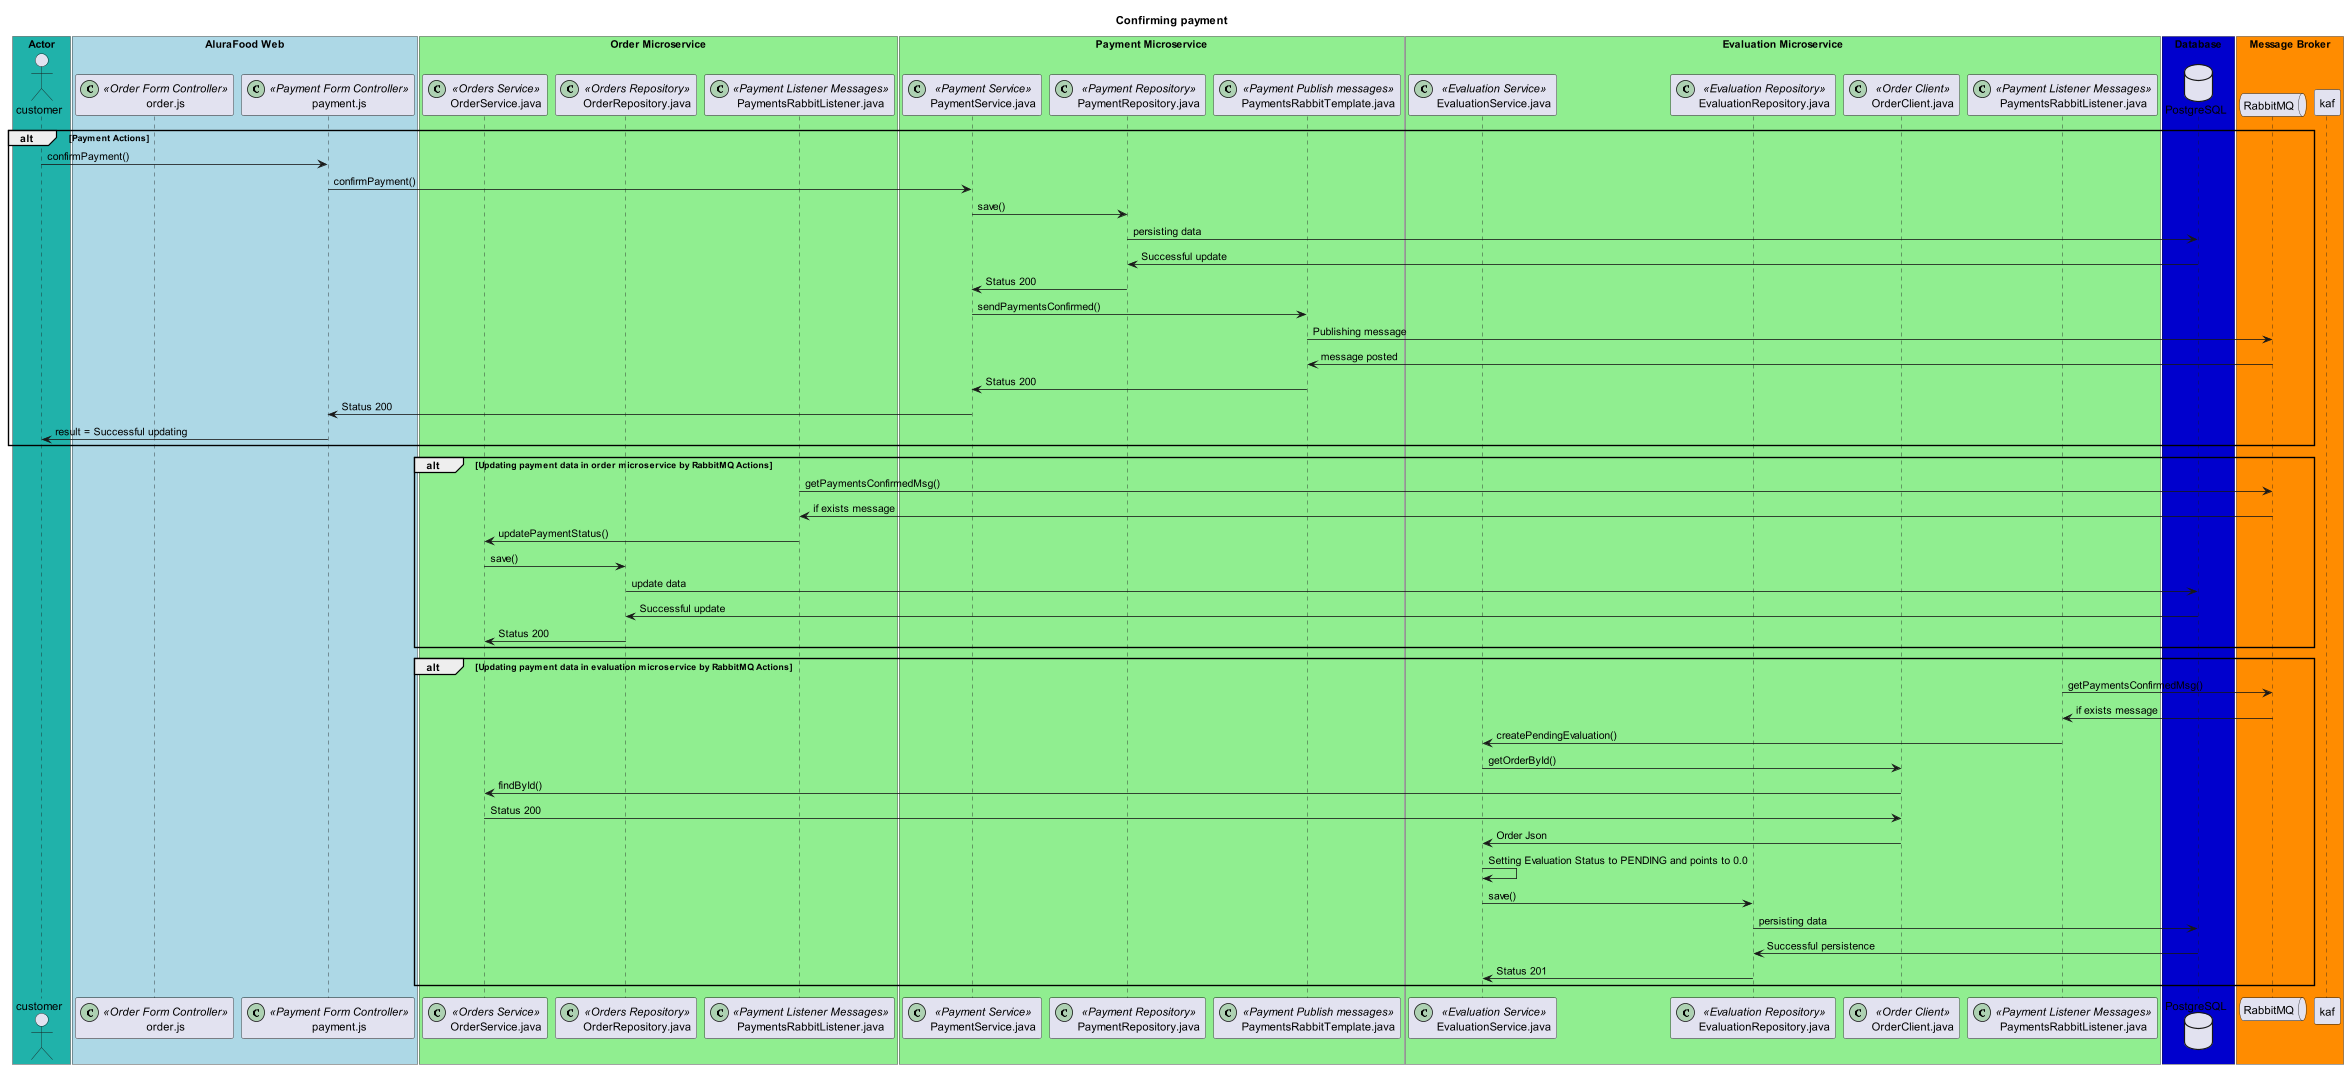 Confirming payment
Actor
AluraFood Web
Order Microservice
Payment Microservice
Evaluation Microservice
Database
Message Broker
customer
C «Order Form Controller»
order.js
C «Payment Form Controller»
payment.js
C «Orders Service»
OrderService.java
C «Orders Repository»
OrderRepository.java
C «Payment Listener Messages»
PaymentsRabbitListener.java
C «Payment Service»
PaymentService.java
C «Payment Repository»
PaymentRepository.java
C «Payment Publish messages»
PaymentsRabbitTemplate.java
C «Evaluation Service»
EvaluationService.java
C «Evaluation Repository»
EvaluationRepository.java
C «Order Client»
OrderClient.java
C «Payment Listener Messages»
PaymentsRabbitListener.java
PostgreSQL
RabbitMQ
kaf
alt [Payment Actions]
confirmPayment()
confirmPayment()
save()
persisting data
Successful update
Status 200
sendPaymentsConfirmed()
Publishing message
message posted
Status 200
Status 200
result = Successful updating
alt [Updating payment data in order microservice by RabbitMQ Actions]
getPaymentsConfirmedMsg()
if exists message
updatePaymentStatus()
save()
update data
Successful update
Status 200
alt [Updating payment data in evaluation microservice by RabbitMQ Actions]
getPaymentsConfirmedMsg()
if exists message
createPendingEvaluation()
getOrderById()
findById()
Status 200
Order Json
Setting Evaluation Status to PENDING and points to 0.0
save()
persisting data
Successful persistence
Status 201
customer
C «Order Form Controller»
order.js
C «Payment Form Controller»
payment.js
C «Orders Service»
OrderService.java
C «Orders Repository»
OrderRepository.java
C «Payment Listener Messages»
PaymentsRabbitListener.java
C «Payment Service»
PaymentService.java
C «Payment Repository»
PaymentRepository.java
C «Payment Publish messages»
PaymentsRabbitTemplate.java
C «Evaluation Service»
EvaluationService.java
C «Evaluation Repository»
EvaluationRepository.java
C «Order Client»
OrderClient.java
C «Payment Listener Messages»
PaymentsRabbitListener.java
PostgreSQL
RabbitMQ
kaf